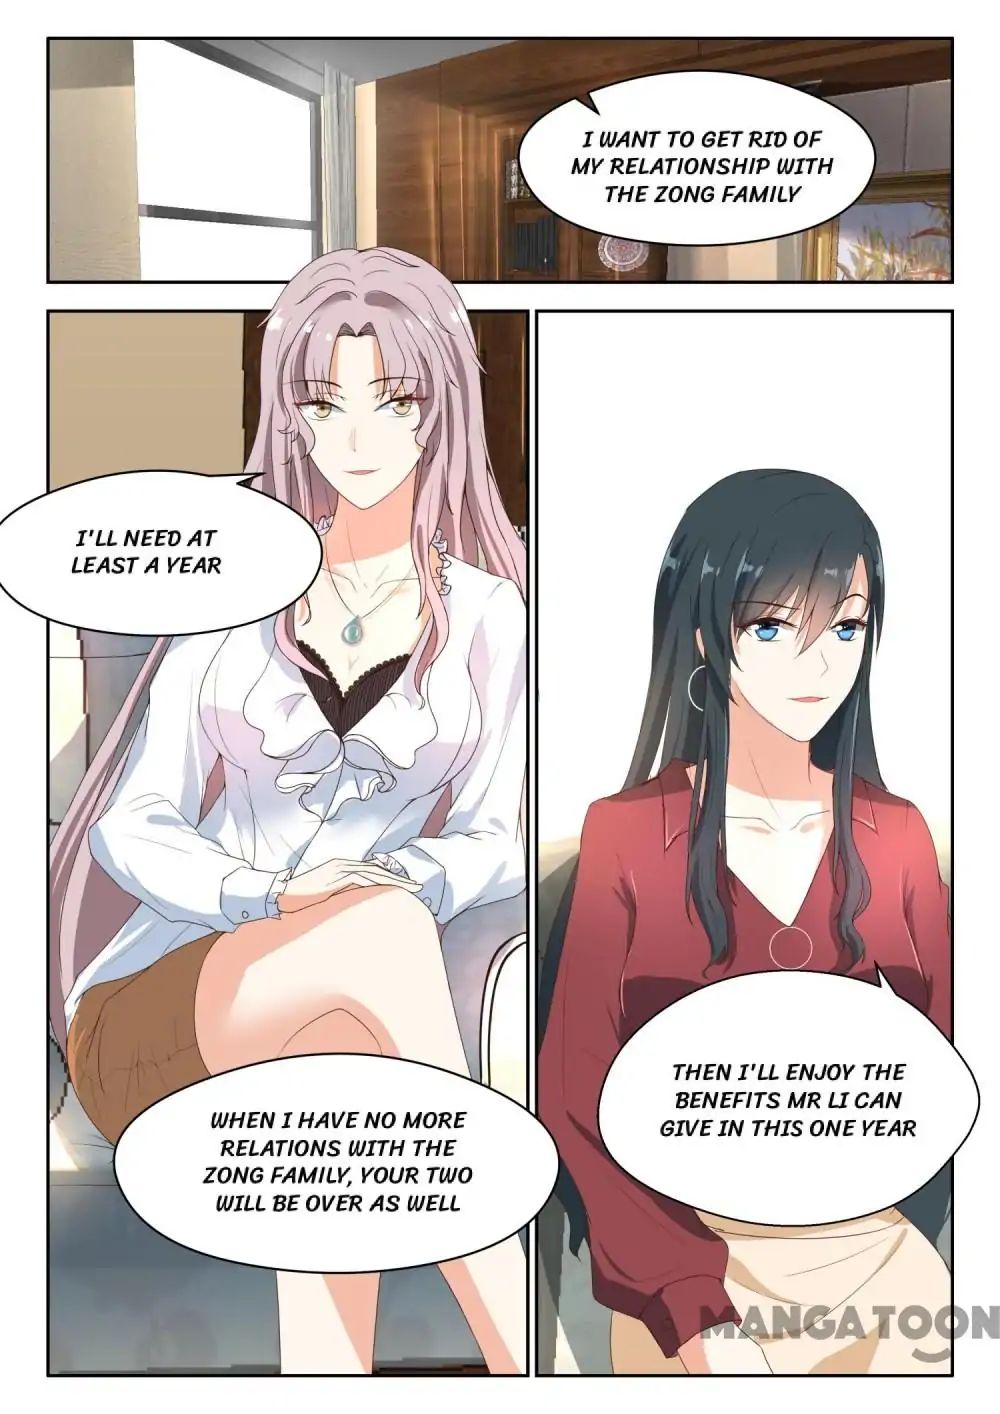 I WANT TO GET RID OF
MY RELATIONSHIP WITH
THE ZONG FAMILY
I'LL NEED AT
LEAST A YEAR
WHEN I HAVE NO MORE
RELATIONS WITH THE
ZONG FAMILY, YOUR TWO
WILL BE OVER AS WELL
THEN I'LL ENJOY THE
BENEFITS MR LI CAN
GIVE IN THIS ONE YEAR
MANGATOON